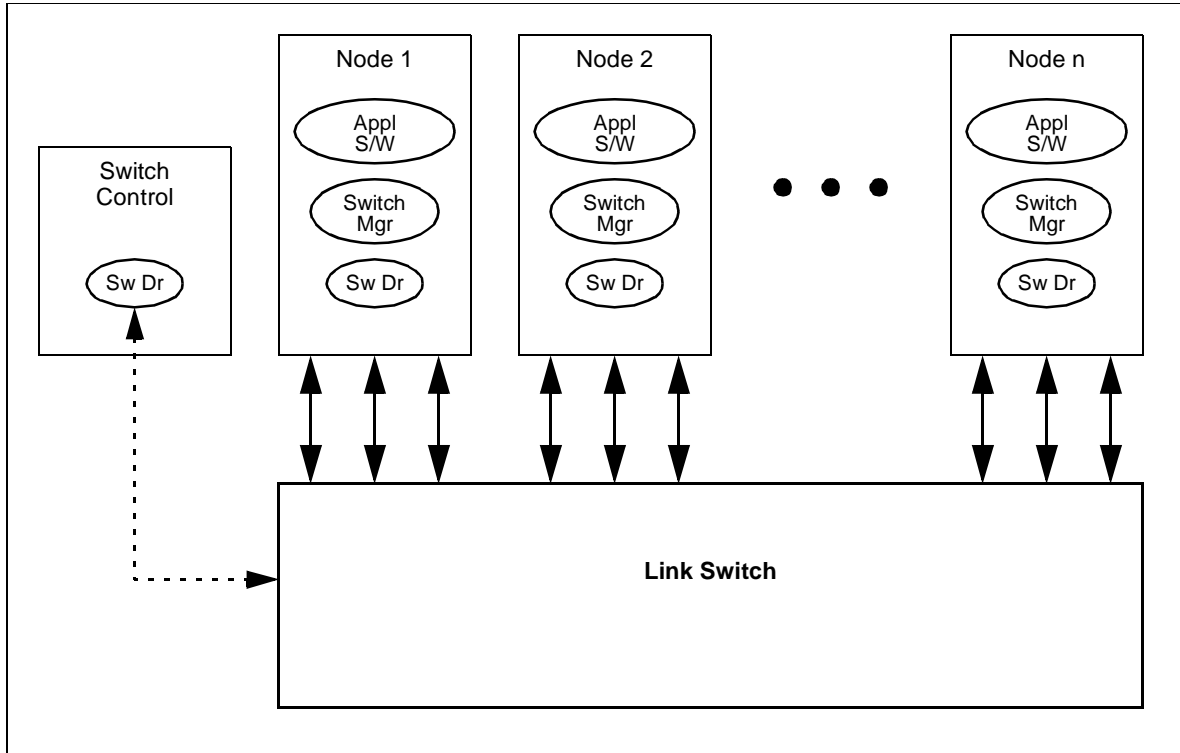 Node 1
Node 2
Node n
Appl
S/W
Appl
S/W
Appl
S/W
Switch
Control
Switch
Mgr
Switch
Mgr
Switch
Mgr
Sw Dr
Sw Dr
Sw Dr
Sw Dr
Link Switch